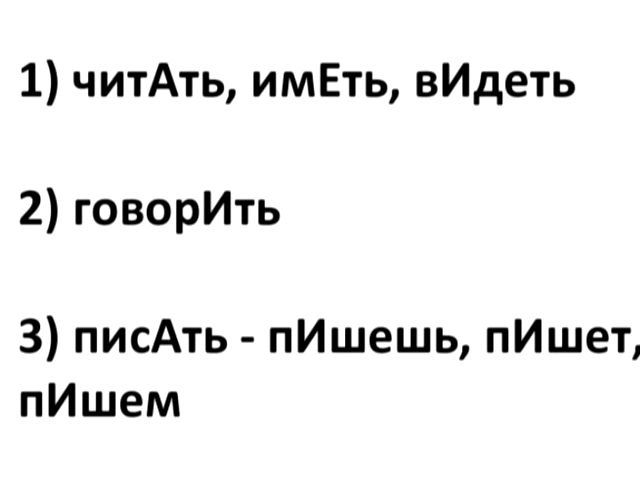 1) читАть, имЕть, вИдеть
2) говорИть
3) писАть - пИшешь, пИшет,
пИшем